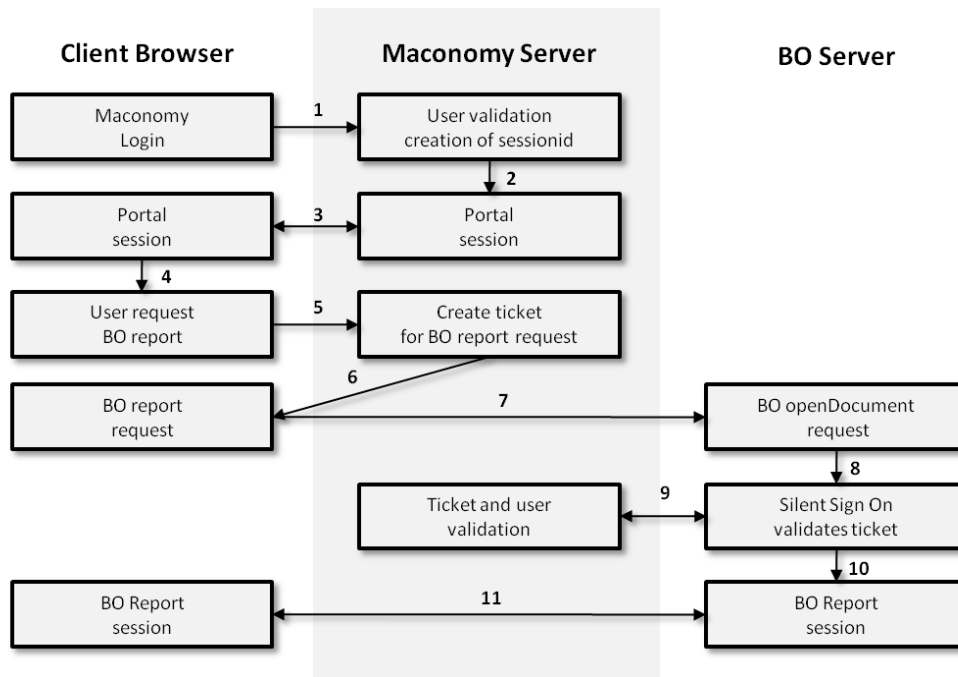 Client Browser
Maconomy Server
BO Server
Maconomy
Login
1
User validation
creation of sessionid
2
Portal
session
3
Portal
session
4
User request
BO report
5
Create ticket
for BO report request
6
BO report
request
7
BO openDocument
request
8
Ticket and user
validation
9
Silent Sign On
validates ticket
10
BO Report
session
11
BO Report
session